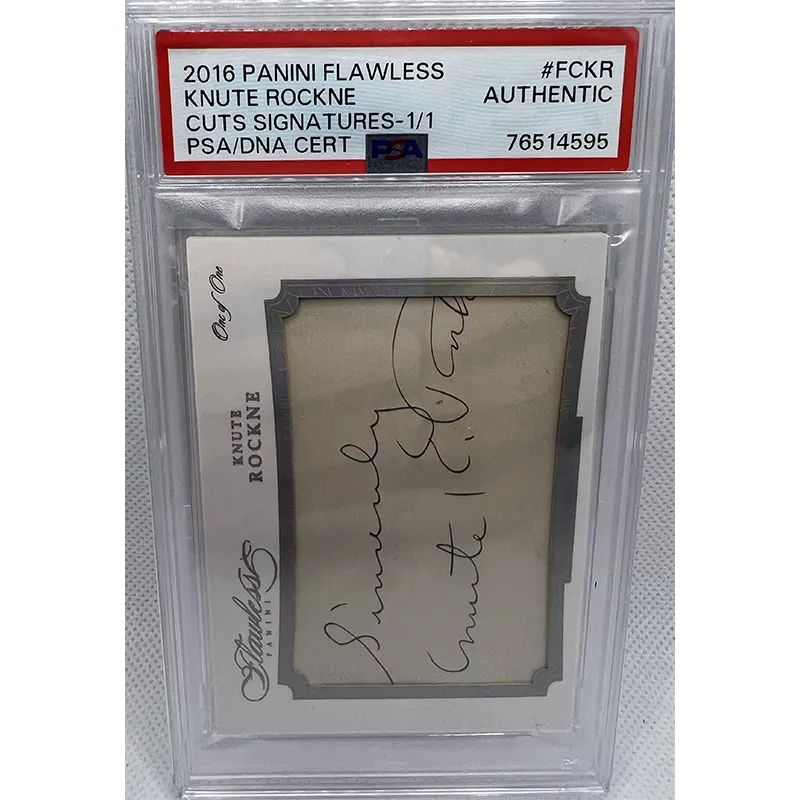 2016 PANINI FLAWLESS #FCKR
KNUTE ROCKNE AUTHENTIC
CUTS SIGNATURES-1/1
PSA/DNA CERT PSA 76514595
One of One
KNUTE
ROCKNE
Flawless
PANINI
Sincerely
Knute